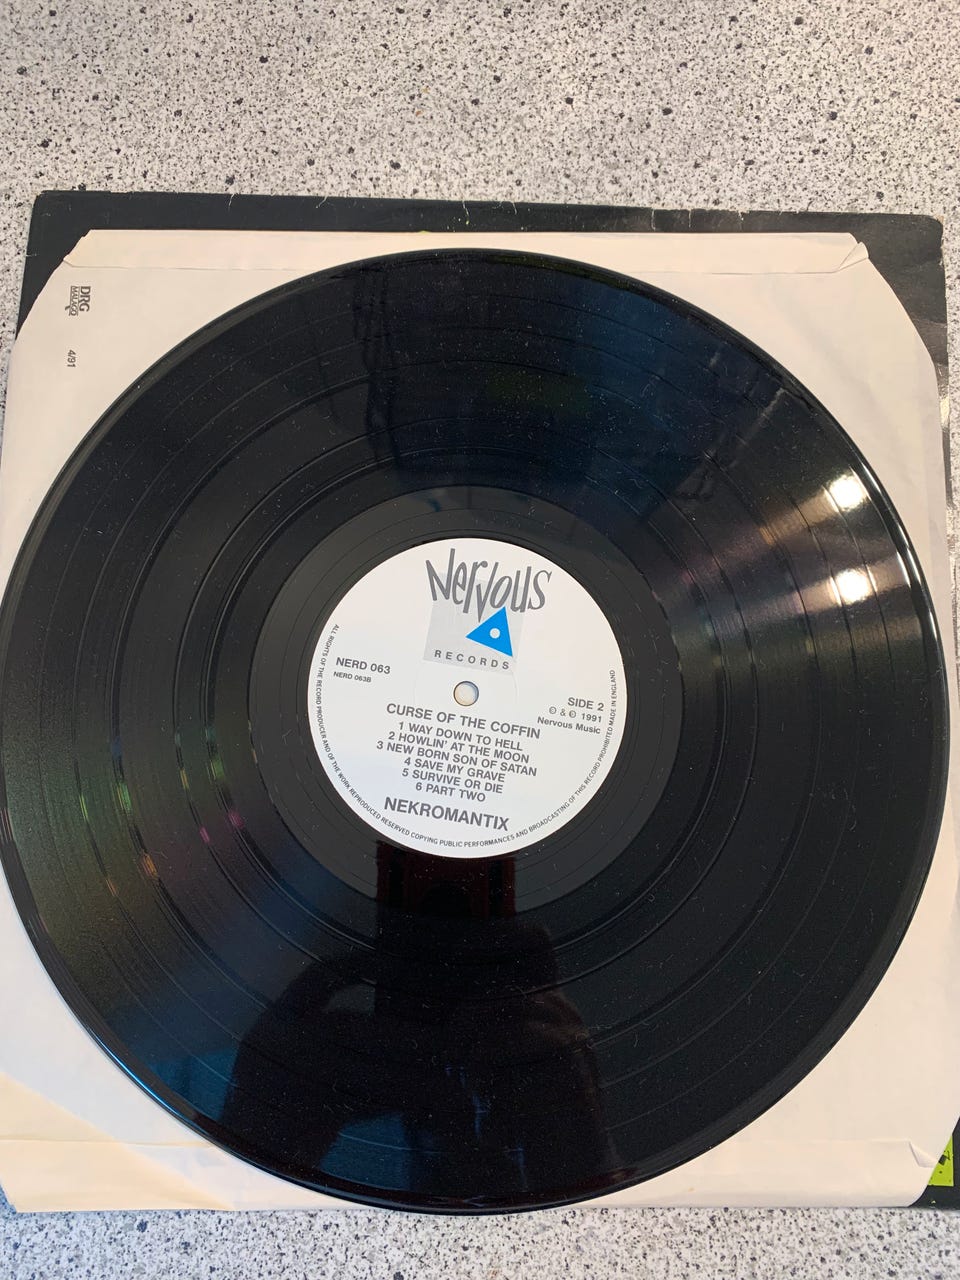 DRG
MALAGO
4/91
Nervous
RECORDS
NERD 063
NERD 063B
SIDE 2
℗ & © 1991
Nervous Music
CURSE OF THE COFFIN
1 WAY DOWN TO HELL
2 HOWLIN' AT THE MOON
3 NEW BORN SON OF SATAN
4 SAVE MY GRAVE
5 SURVIVE OR DIE
6 PART TWO
NEKROMANTIX
ALL RIGHTS OF THE RECORD PRODUCER AND OF THE WORK REPRODUCED RESERVED COPYING PUBLIC PERFORMANCES AND BROADCASTING OF THIS RECORD PROHIBITED MADE IN ENGLAND